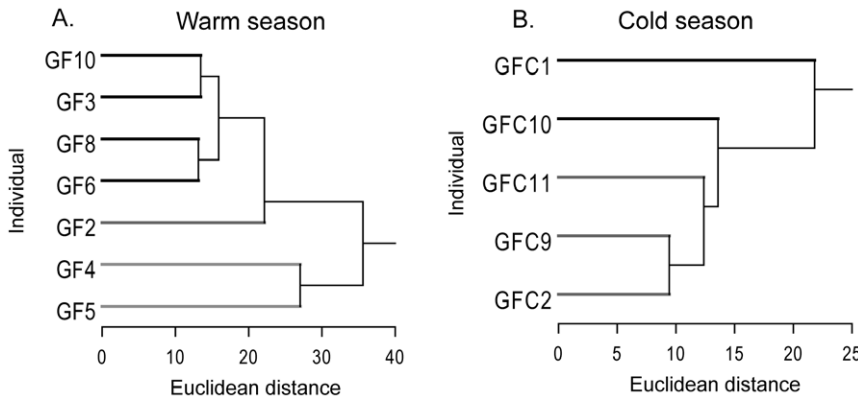 A. Warm season
GF10
GF3
GF8
GF6
GF2
GF4
GF5
Individual
0 10 20 30 40
Euclidean distance
B. Cold season
GFC1
GFC10
GFC11
GFC9
GFC2
Individual
0 5 10 15 20 25
Euclidean distance